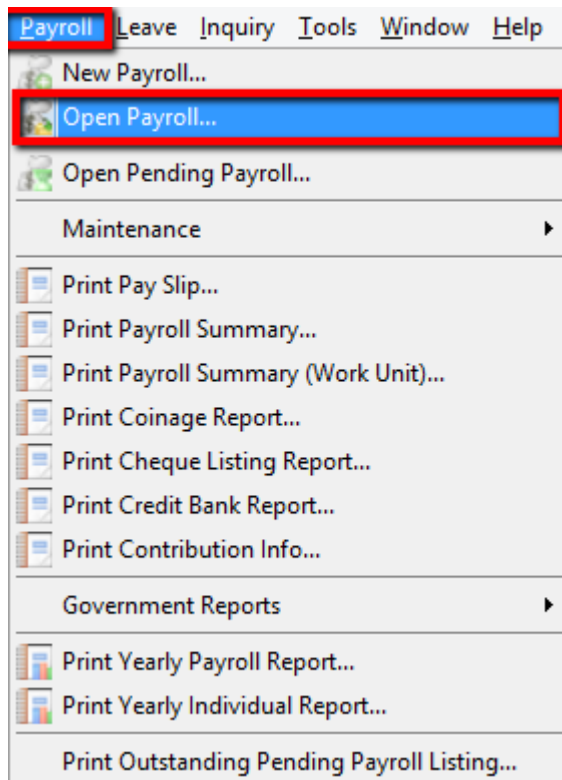 Payroll Leave Inquiry Tools Window Help
New Payroll...
Open Payroll...
Open Pending Payroll...
Maintenance
Print Pay Slip...
Print Payroll Summary...
Print Payroll Summary (Work Unit)...
Print Coinage Report...
Print Cheque Listing Report...
Print Credit Bank Report...
Print Contribution Info...
Government Reports
Print Yearly Payroll Report...
Print Yearly Individual Report...
Print Outstanding Pending Payroll Listing...